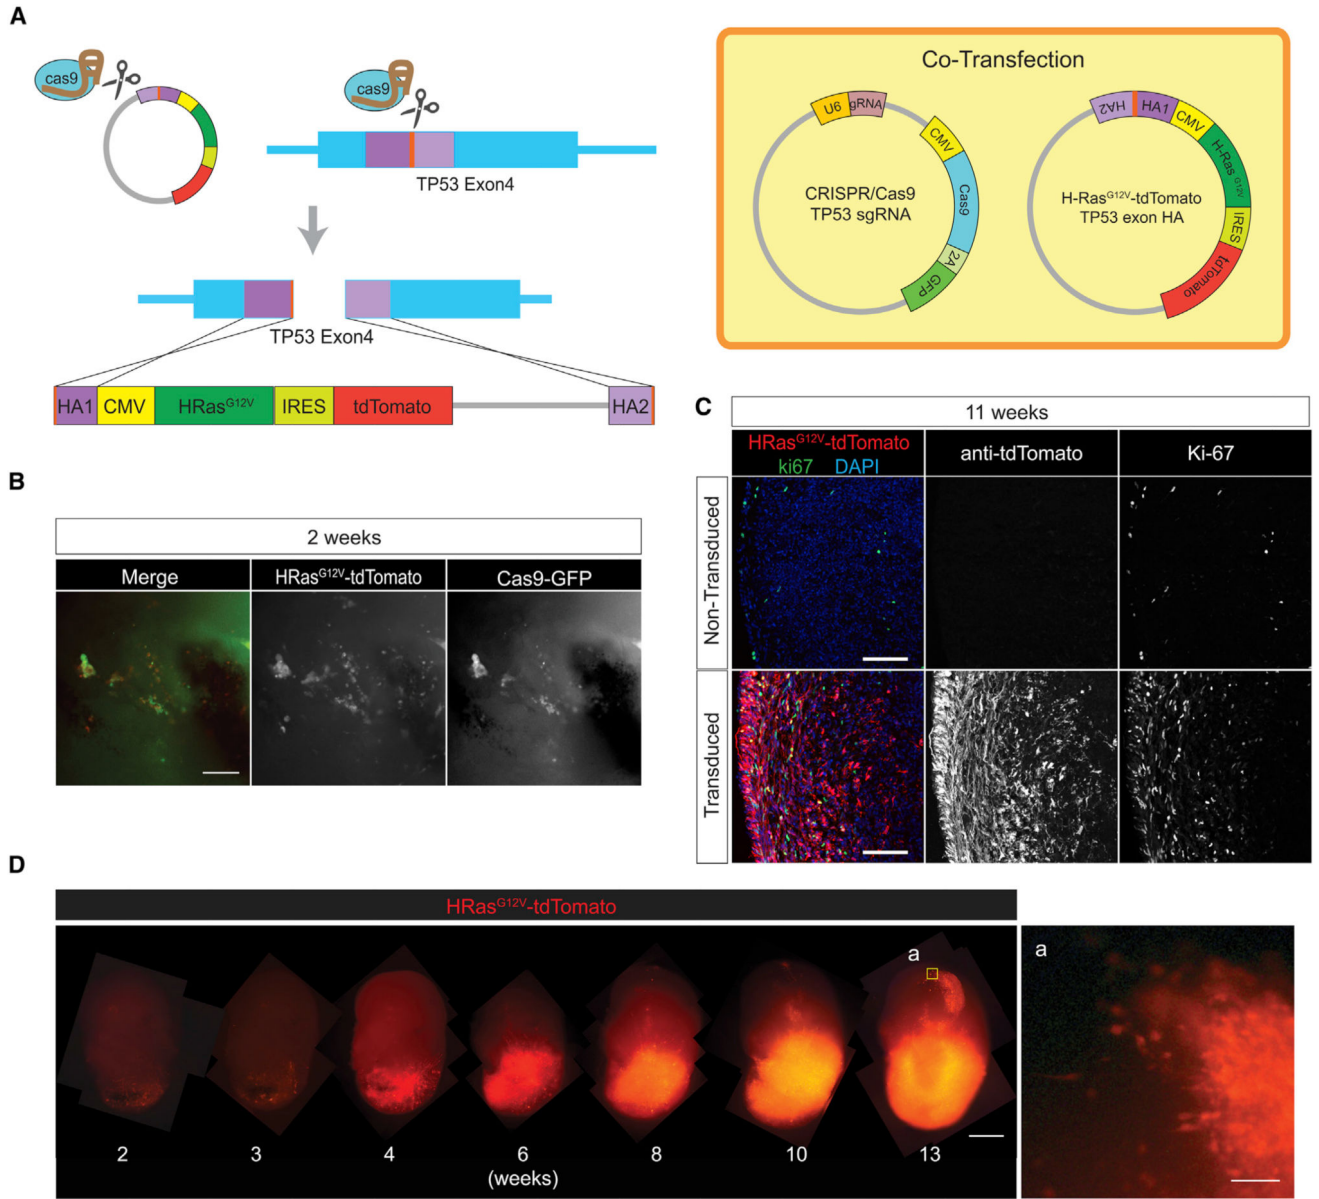 A
cas9
cas9
TP53 Exon4
TP53 Exon4
HA1 CMV HRasG12V IRES tdTomato HA2
Co-Transfection
U6 gRNA CMV Cas9 2A GFP
CRISPR/Cas9
TP53 sgRNA
HA2 HA1 CMV H-Ras G12V IRES tdTomato
H-RasG12V-tdTomato
TP53 exon HA
B
2 weeks
Merge HRasG12V-tdTomato Cas9-GFP
C
11 weeks
HRasG12V-tdTomato anti-tdTomato Ki-67
ki67 DAPI
Non-Transduced
Transduced
D
HRasG12V-tdTomato
a
a
2 3 4 6 8 10 13
(weeks)